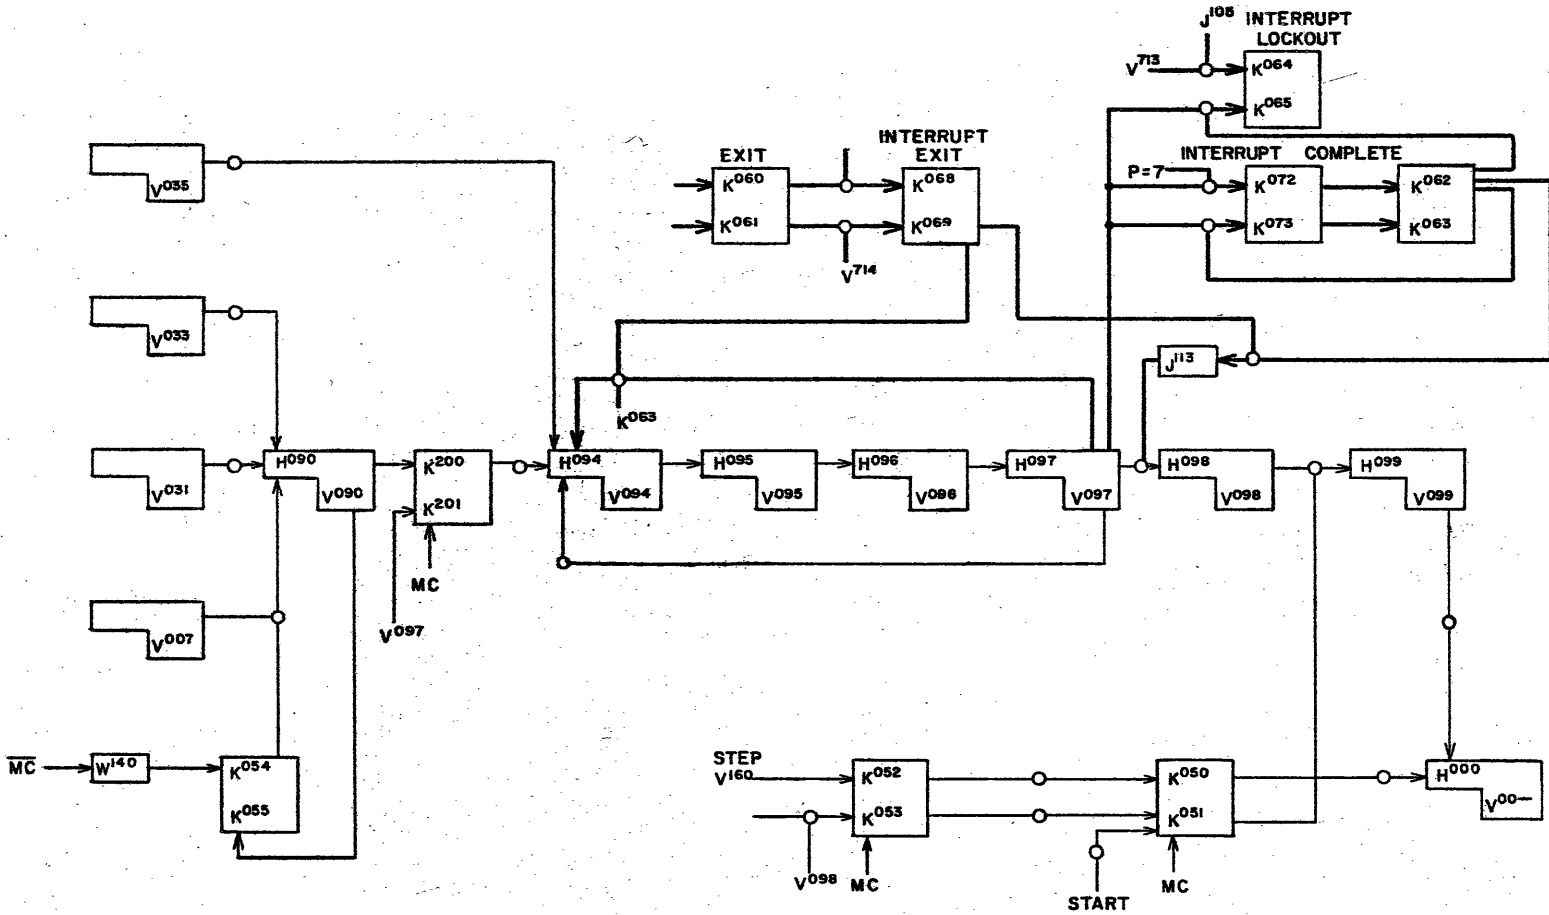 J108 INTERRUPT
LOCKOUT
V713
K064
K065
INTERRUPT COMPLETE
P=7
K072
K073
K062
K063
EXIT
K060
K061
INTERRUPT
EXIT
K068
K069
V714
V035
V033
J113
K063
V031
H090
V090
K200
K201
MC
V097
H094
V094
H095
V095
H096
V096
H097
V097
H098
V098
H099
V099
V007
MC
W140
K054
K055
STEP
V160
K052
K053
V098
MC
K050
K051
START
MC
H000
V00-